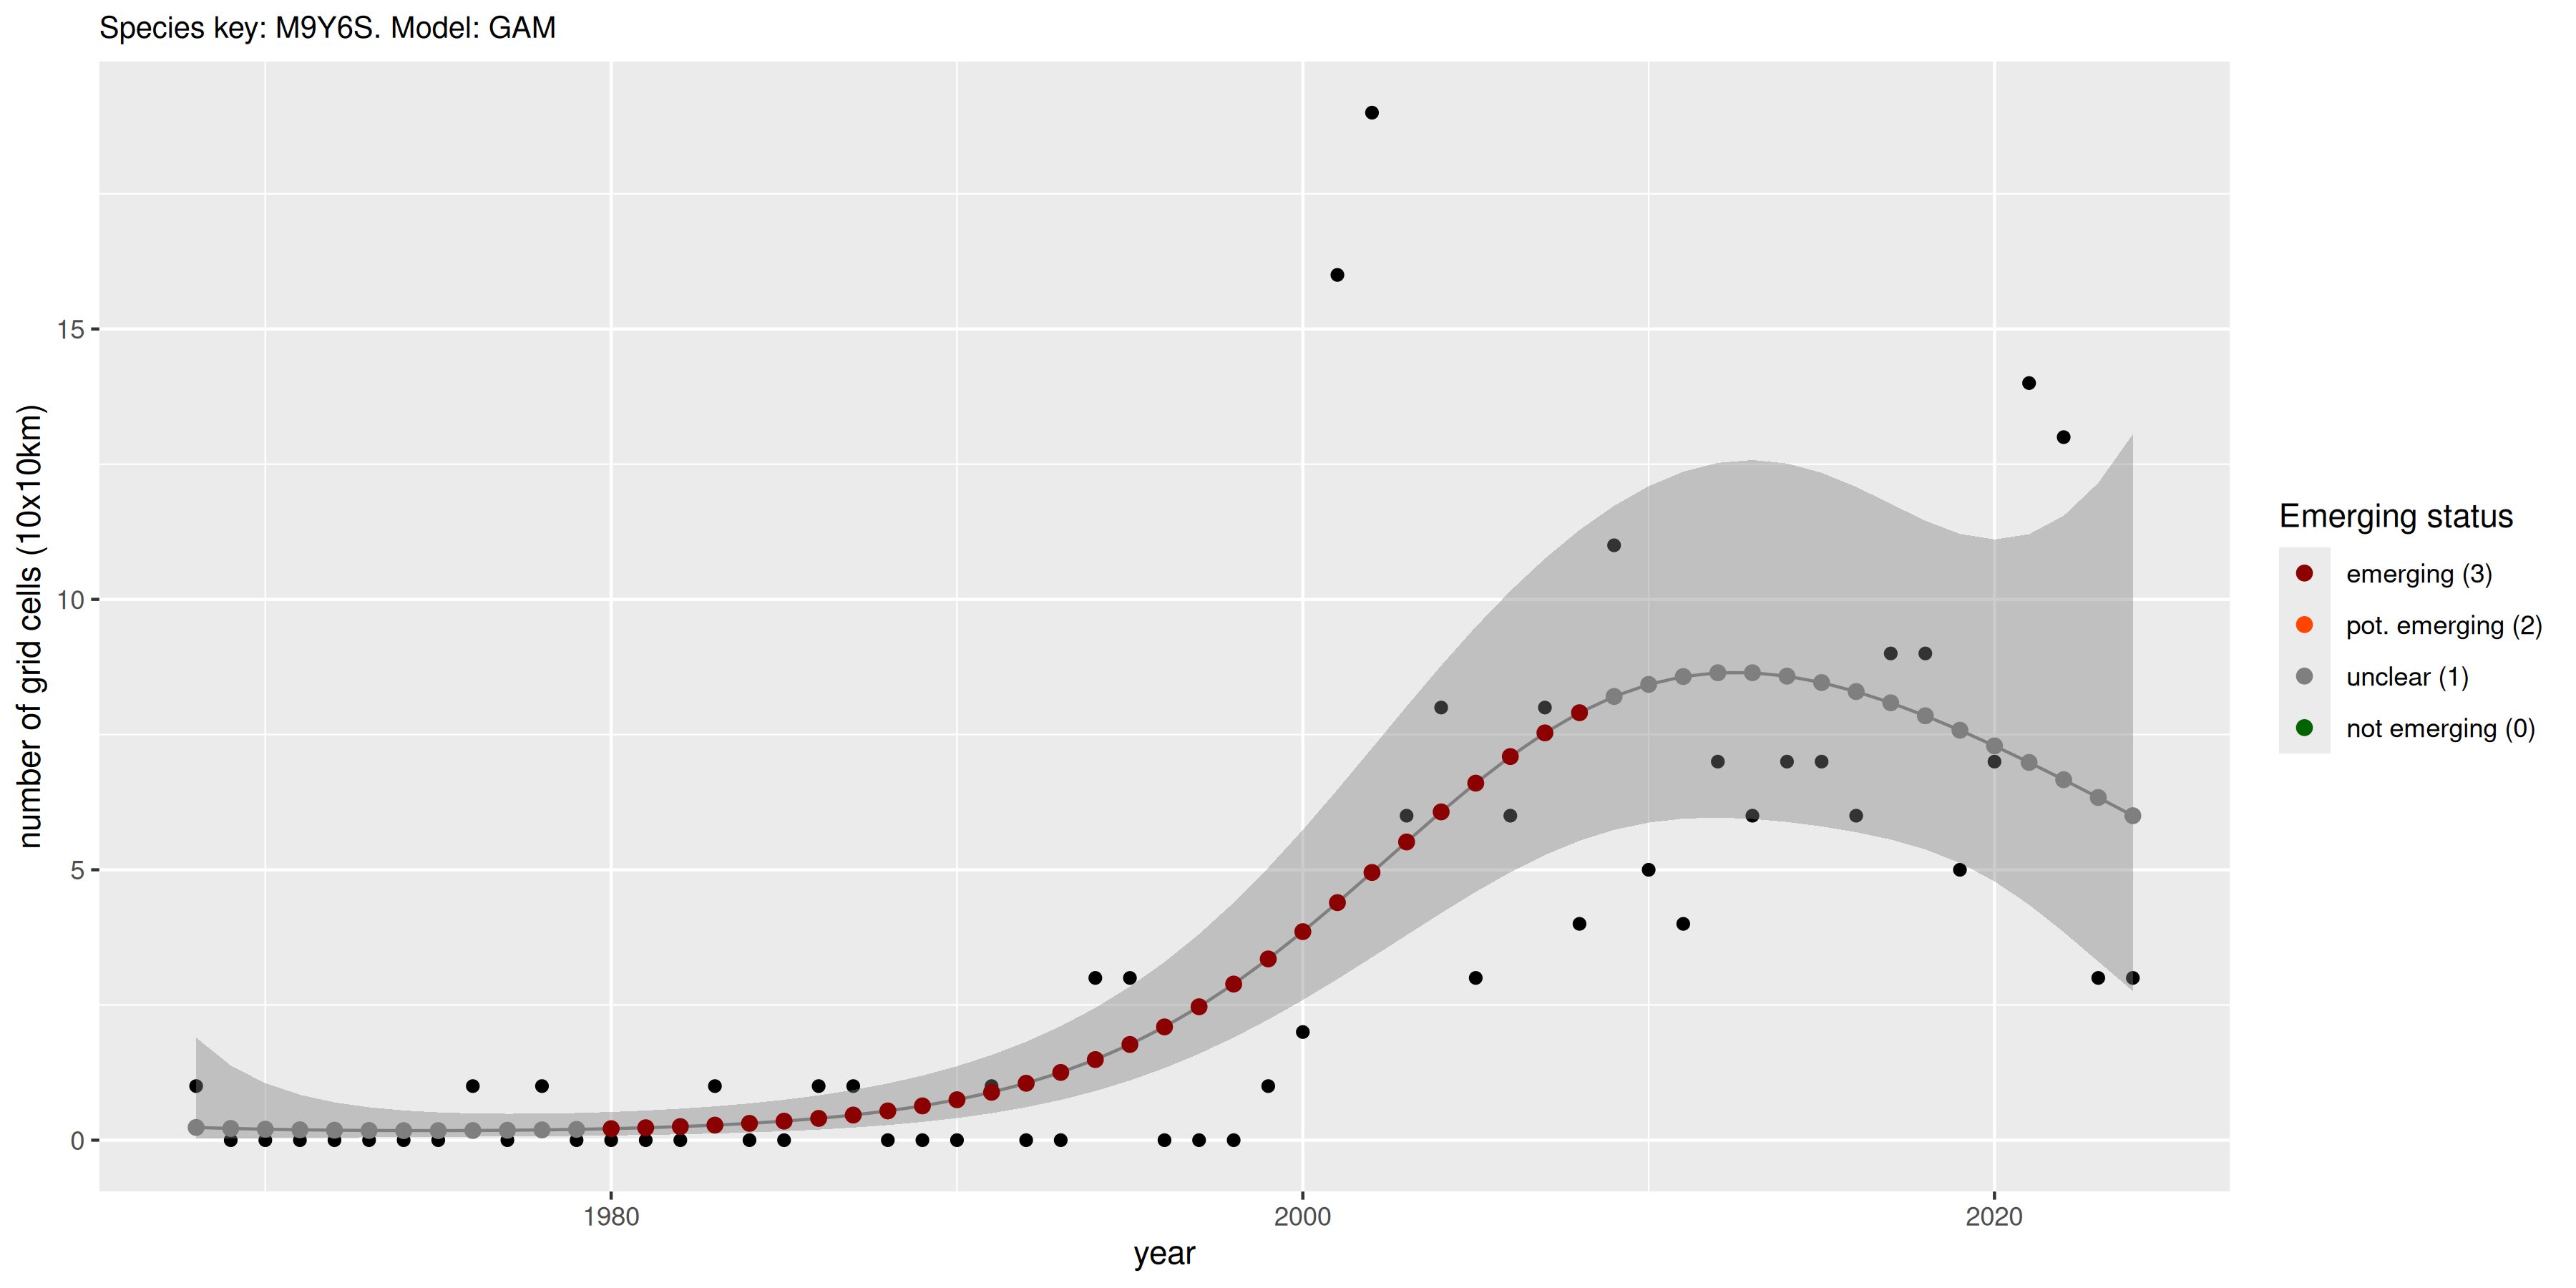 Species key: M9Y6S. Model: GAM
number of grid cells (10x10km)
15
10
5
0
1980
2000
2020
year
Emerging status
emerging (3)
pot. emerging (2)
unclear (1)
not emerging (0)